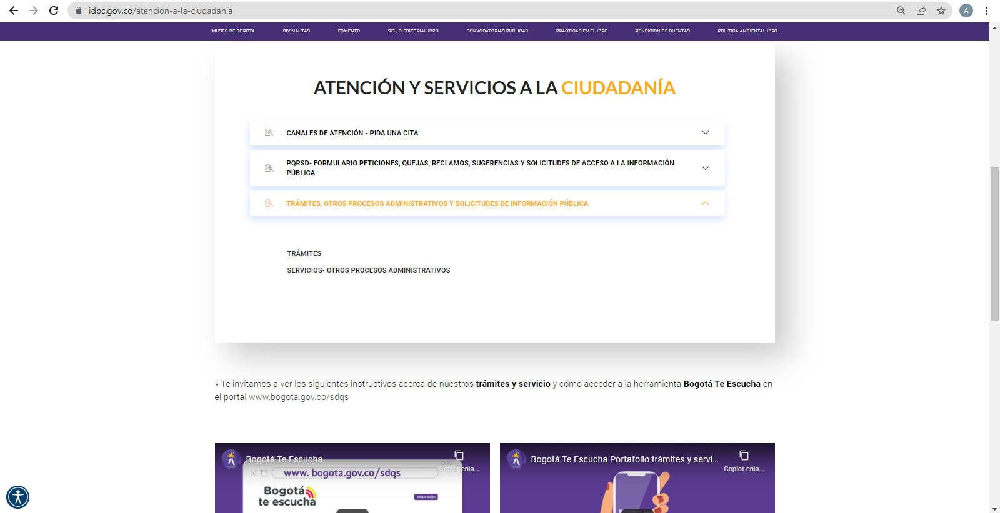 idpc.gov.co/atencion-a-la-ciudadania
A
MUSEO DE BOGOTÁ CIVINAUTAS FOMENTO SELLO EDITORIAL IDPC CONVOCATORIAS PÚBLICAS PRÁCTICAS EN EL IDPC RENDICIÓN DE CUENTAS POLÍTICA AMBIENTAL IDPC
ATENCIÓN Y SERVICIOS A LA CIUDADANÍA
CANALES DE ATENCIÓN - PIDA UNA CITA
PQRSD- FORMULARIO PETICIONES, QUEJAS, RECLAMOS, SUGERENCIAS Y SOLICITUDES DE ACCESO A LA INFORMACIÓN
PÚBLICA
TRÁMITES, OTROS PROCESOS ADMINISTRATIVOS Y SOLICITUDES DE INFORMACIÓN PÚBLICA
TRÁMITES
SERVICIOS- OTROS PROCESOS ADMINISTRATIVOS
» Te invitamos a ver los siguientes instructivos acerca de nuestros trámites y servicio y cómo acceder a la herramienta Bogotá Te Escucha en
el portal www.bogota.gov.co/sdqs
Bogotá Te Escucha
Copiar enla...
www. bogota.gov.co/sdqs
Bogotá
te escucha
Iniciar sesión
Bogotá Te Escucha Portafolio trámites y servi...
Copiar enla...